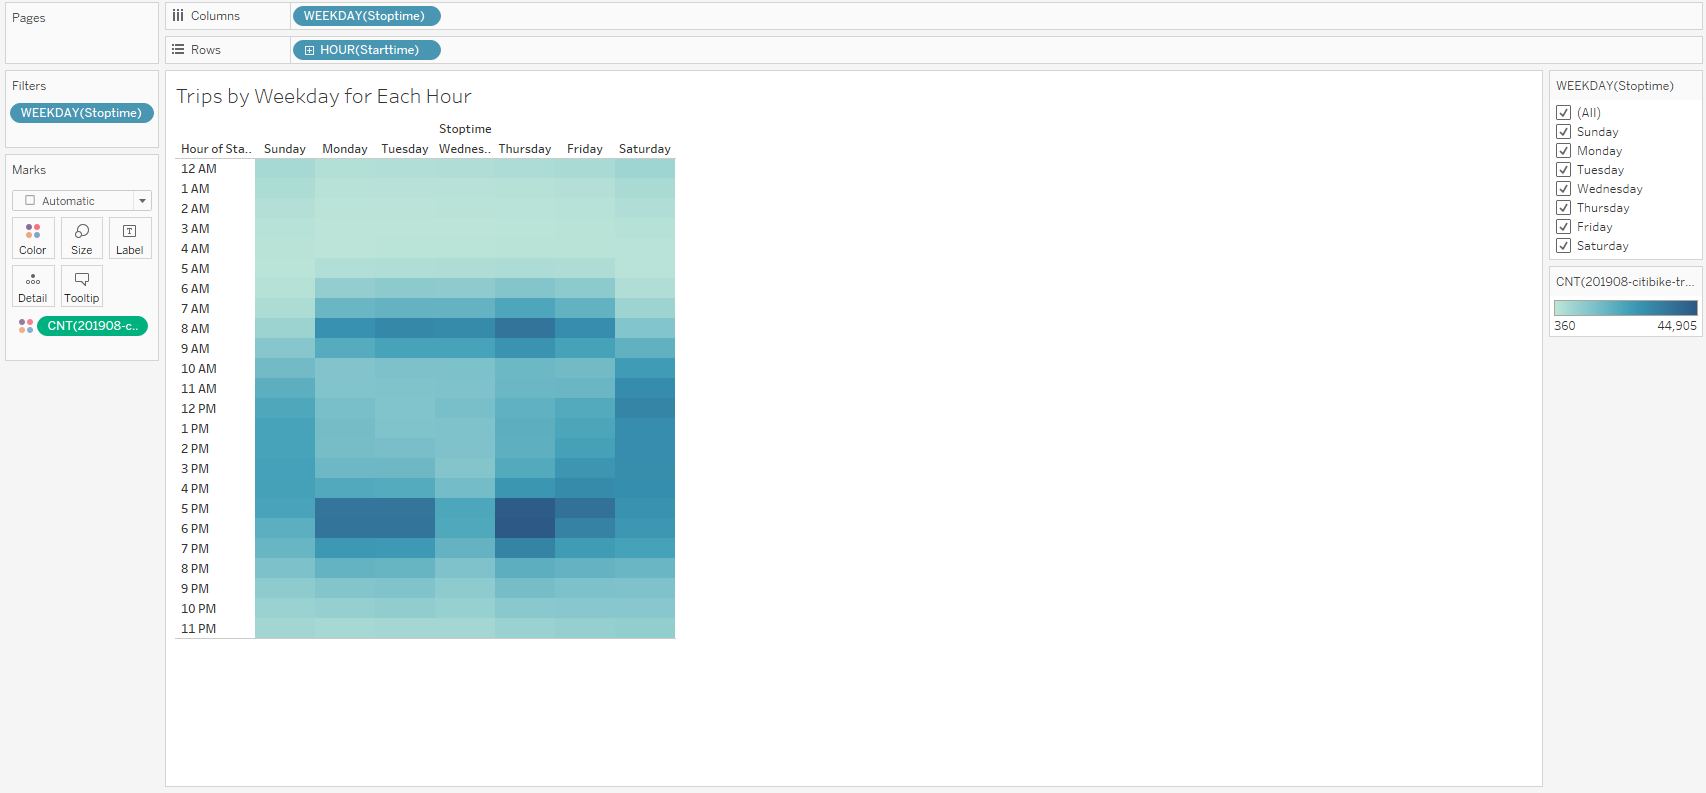 Pages
Columns WEEKDAY(Stoptime)
Rows HOUR(Starttime)
Filters
WEEKDAY(Stoptime)
Marks
Automatic
Color Size Label
Detail Tooltip
CNT(201908-c..
Trips by Weekday for Each Hour
Stoptime
Hour of Sta.. Sunday Monday Tuesday Wednes.. Thursday Friday Saturday
12 AM
1 AM
2 AM
3 AM
4 AM
5 AM
6 AM
7 AM
8 AM
9 AM
10 AM
11 AM
12 PM
1 PM
2 PM
3 PM
4 PM
5 PM
6 PM
7 PM
8 PM
9 PM
10 PM
11 PM
WEEKDAY(Stoptime)
(All)
Sunday
Monday
Tuesday
Wednesday
Thursday
Friday
Saturday
CNT(201908-citibike-tr...
360 44,905